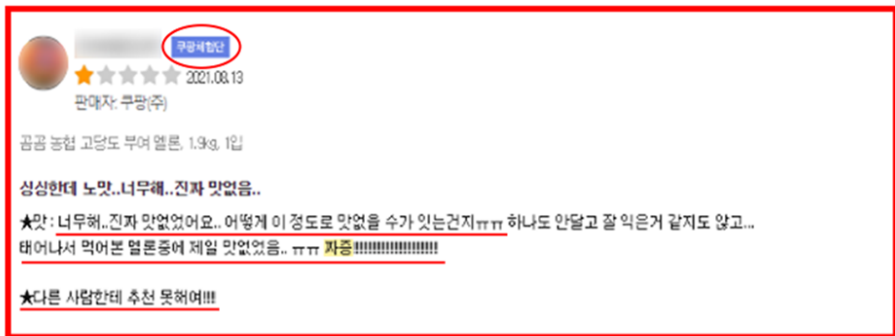 쿠팡체험단
2021.08.13
판매자: 쿠팡(주)
곰곰 농협 고당도 부여 멜론, 1.9kg, 1입
싱싱한데 노맛..너무해..진짜 맛없음..
★맛 : 너무해..진짜 맛없었어요.. 어떻게 이 정도로 맛없을 수가 잇는건지ㅠㅠ 하나도 안달고 잘 익은거 같지도 않고...
태어나서 먹어본 멜론중에 제일 맛없었음.. ㅠㅠ 짜증!!!!!!!!!!!!!!!!!!!!
★다른 사람한테 추천 못해여!!!!